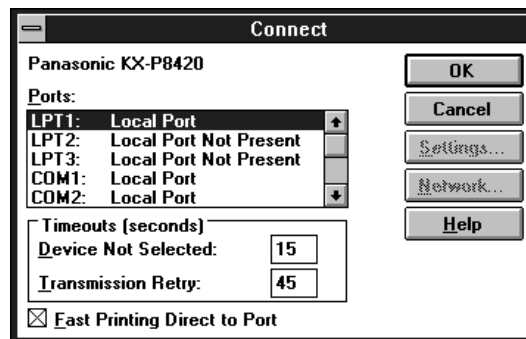 Connect
Panasonic KX-P8420
Ports:
LPT1: Local Port
LPT2: Local Port Not Present
LPT3: Local Port Not Present
COM1: Local Port
COM2: Local Port
Timeouts (seconds)
Device Not Selected: 15
Transmission Retry: 45
Fast Printing Direct to Port
OK
Cancel
Settings...
Network...
Help